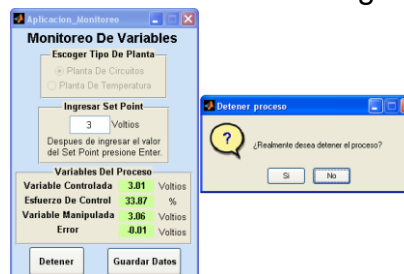 Aplicacion_Monitoreo
Monitoreo De Variables
Escoger Tipo De Planta
Planta De Circuitos
Planta De Temperatura
Ingresar Set Point
3 Voltios
Despues de ingresar el valor
del Set Point presione Enter.
Variables Del Proceso
Variable Controlada 3.01 Voltios
Esfuerzo De Control 33.87 %
Variable Manipulada 3.06 Voltios
Error -0.01 Voltios
Detener Guardar Datos
Detener proceso
?
¿Realmente desea detener el proceso?
Si No